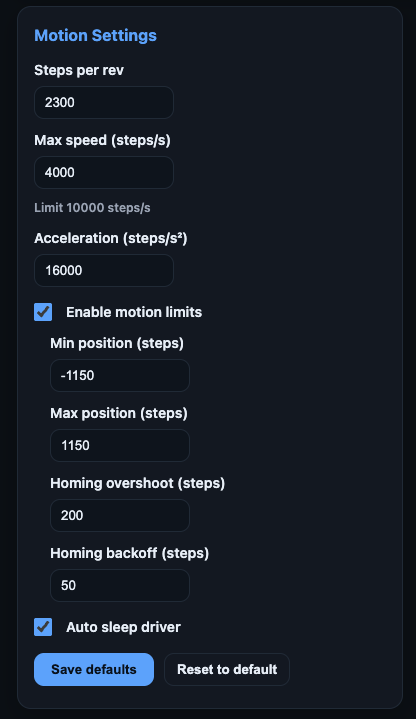 Motion Settings
Steps per rev
2300
Max speed (steps/s)
4000
Limit 10000 steps/s
Acceleration (steps/s²)
16000
Enable motion limits
Min position (steps)
-1150
Max position (steps)
1150
Homing overshoot (steps)
200
Homing backoff (steps)
50
Auto sleep driver
Save defaults Reset to default